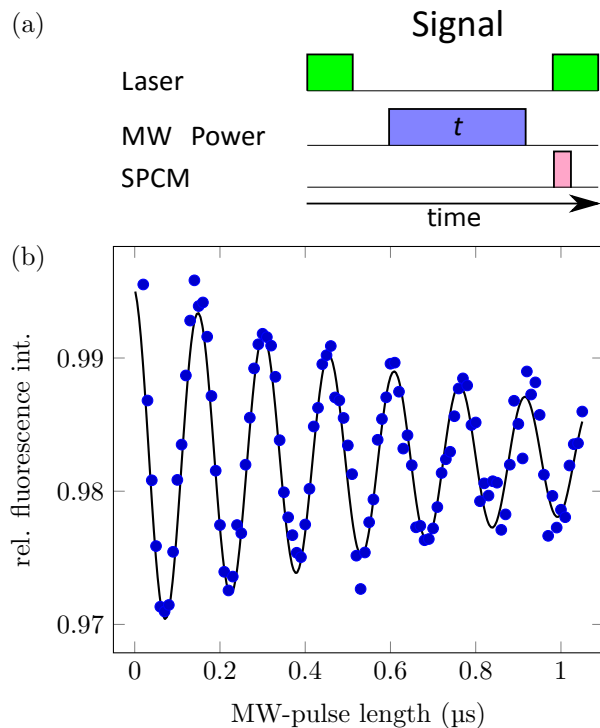 (a)
Signal
Laser
MW Power
t
SPCM
time
(b)
rel. fluorescence int.
0.99
0.98
0.97
0 0.2 0.4 0.6 0.8 1
MW-pulse length (µs)